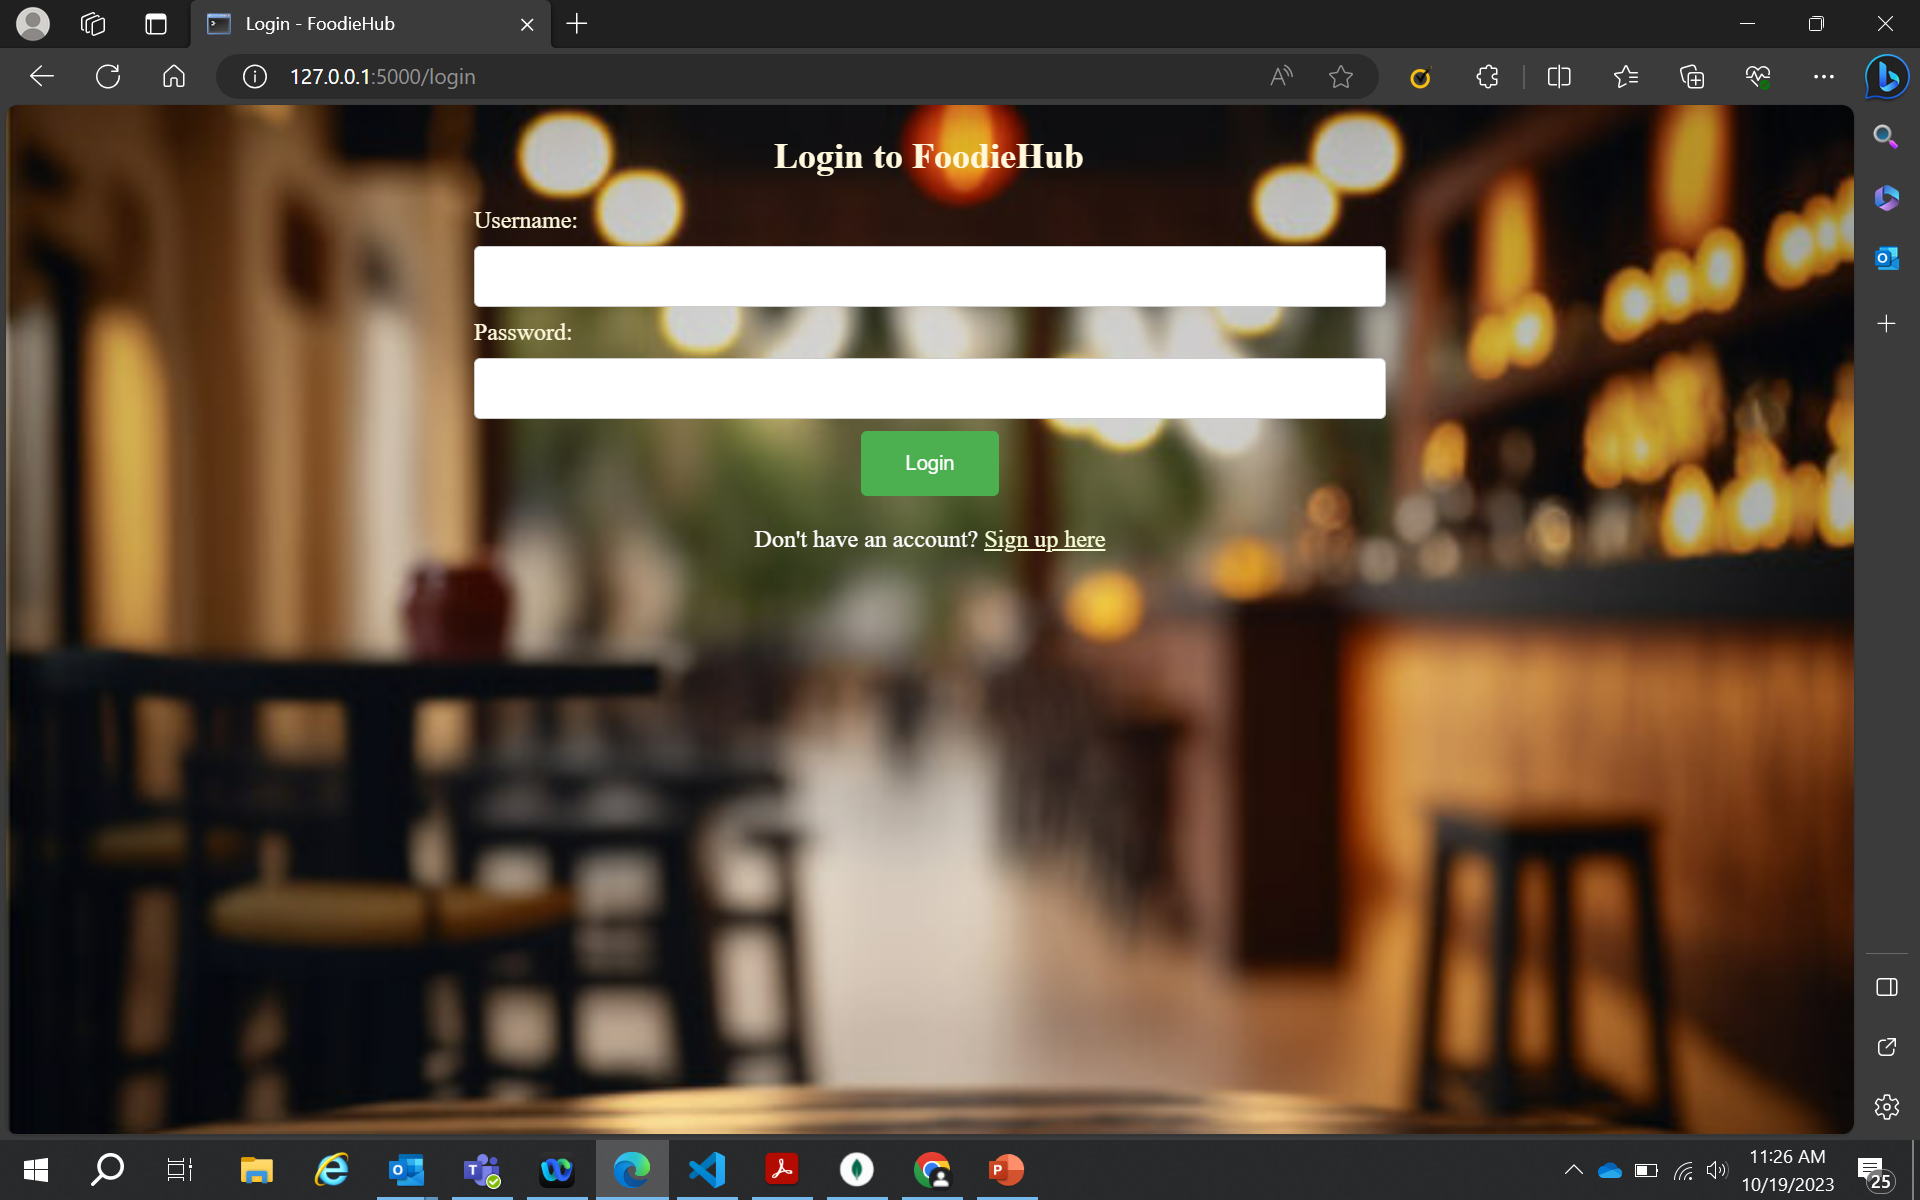 Login - FoodieHub
127.0.0.1:5000/login
Login to FoodieHub
Username:
Password:
Login
Don't have an account? Sign up here
11:26 AM
10/19/2023
25